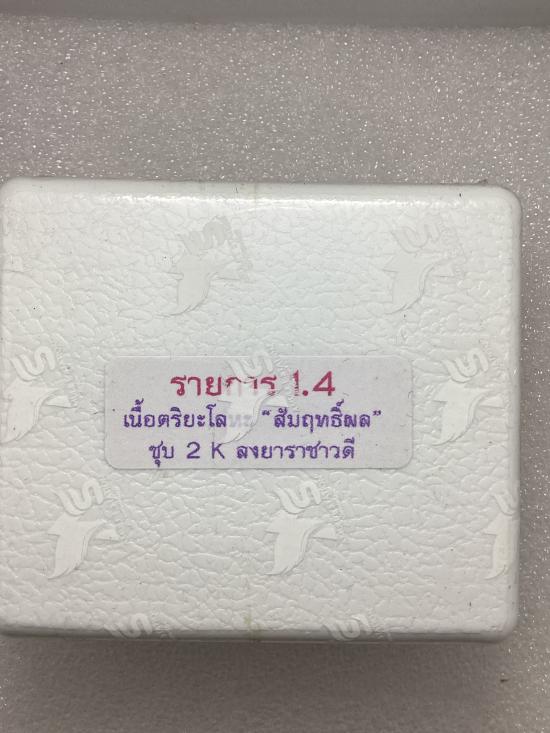 รายการ 1.4
เนื้อตริยะโลหะ "สัมฤทธิ์ผล"
ชุบ 2 K ลงยาราชาวดี